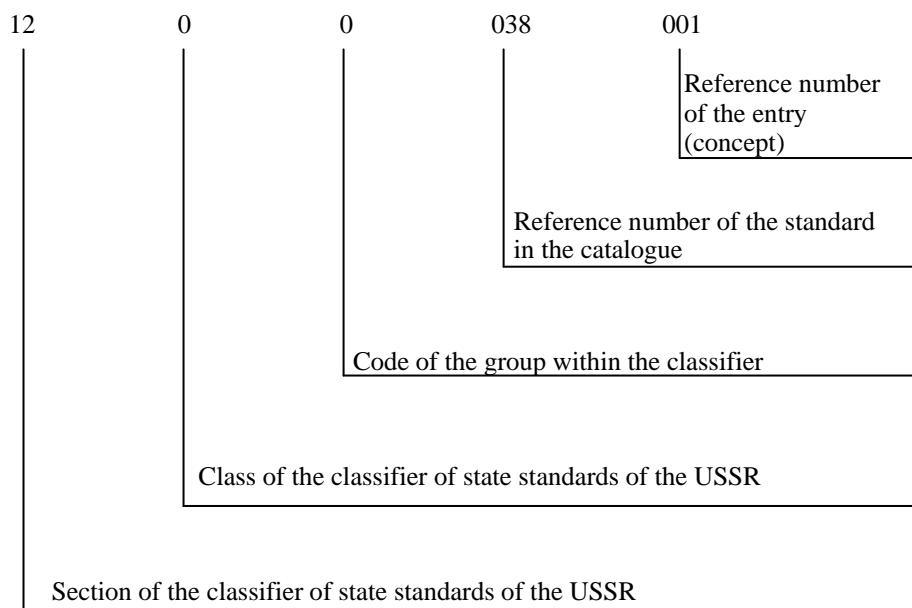 12 0 0 038 001
Reference number
of the entry
(concept)
Reference number of the standard
in the catalogue
Code of the group within the classifier
Class of the classifier of state standards of the USSR
Section of the classifier of state standards of the USSR